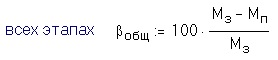 всех этапах β общ := 100 · (M з − M п) / M з